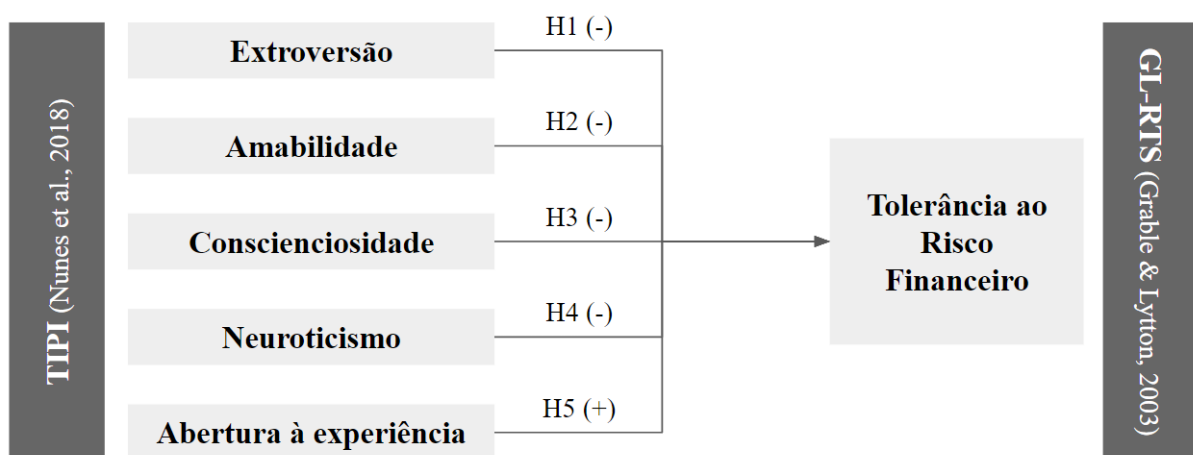 TIPI (Nunes et al., 2018)
Extroversão
H1 (-)
Amabilidade
H2 (-)
Conscienciosidade
H3 (-)
Neuroticismo
H4 (-)
Abertura à experiência
H5 (+)
Tolerância ao
Risco
Financeiro
GL-RTS (Grable & Lytton, 2003)